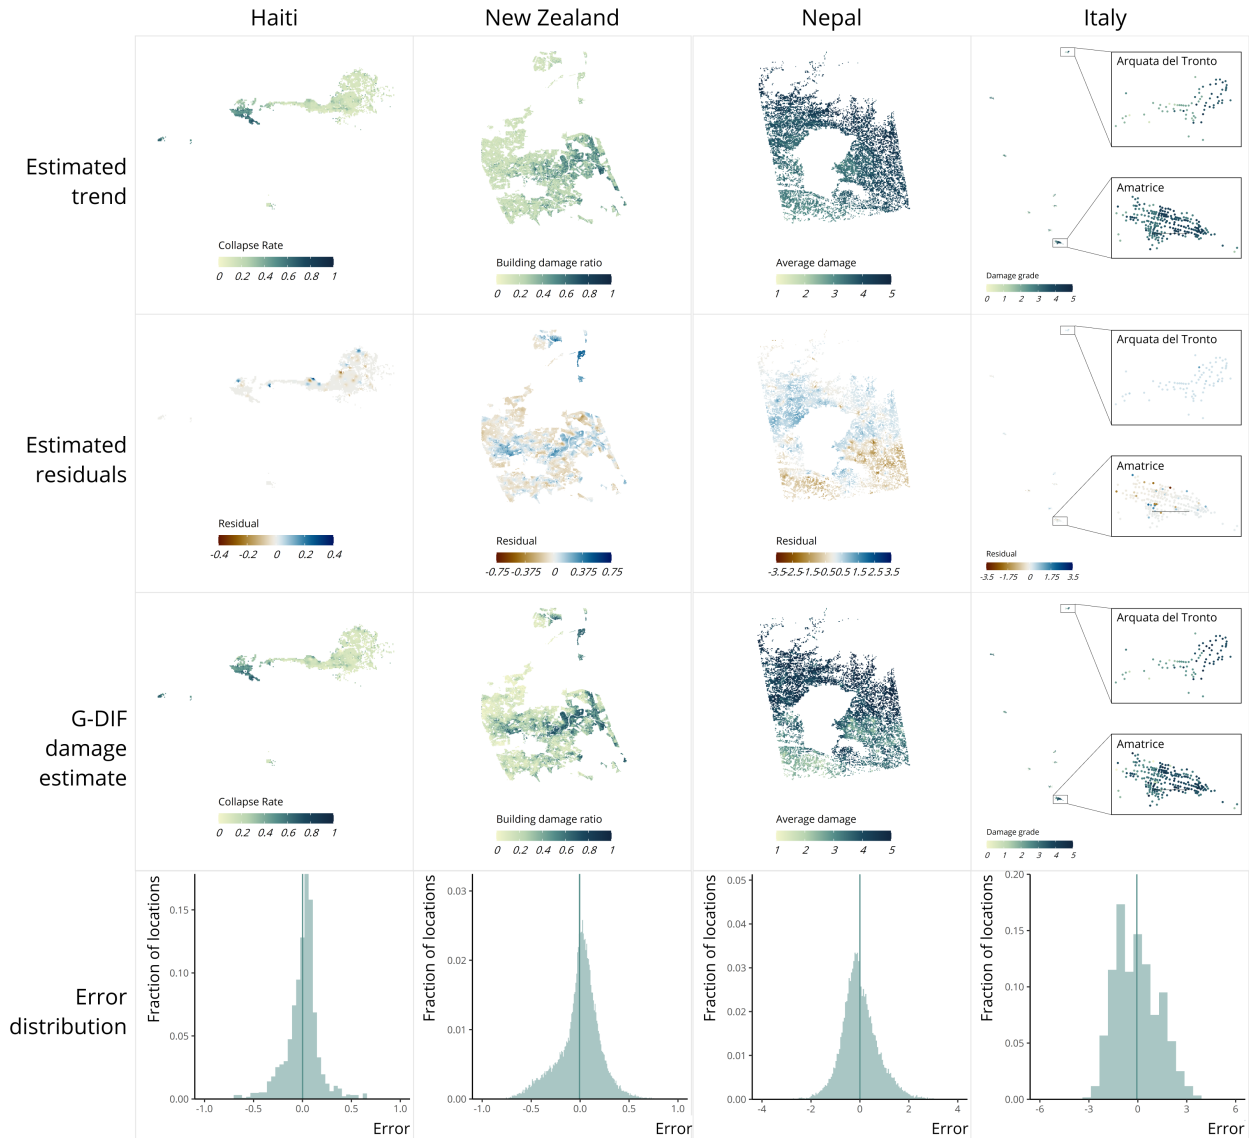 Haiti
New Zealand
Nepal
Italy
Estimated
trend
Collapse Rate
0 0.2 0.4 0.6 0.8 1
Building damage ratio
0 0.2 0.4 0.6 0.8 1
Average damage
1 2 3 4 5
Arquata del Tronto
Amatrice
Damage grade
0 1 2 3 4 5
Estimated
residuals
Residual
-0.4 -0.2 0 0.2 0.4
Residual
-0.75 -0.375 0 0.375 0.75
Residual
-3.5 -2.5 -1.5 -0.5 0.5 1.5 2.5 3.5
Arquata del Tronto
Amatrice
Residual
-3.5 -1.75 0 1.75 3.5
G-DIF
damage
estimate
Collapse Rate
0 0.2 0.4 0.6 0.8 1
Building damage ratio
0 0.2 0.4 0.6 0.8 1
Average damage
1 2 3 4 5
Arquata del Tronto
Amatrice
Damage grade
0 1 2 3 4 5
Error
distribution
Fraction of locations
0.15
0.10
0.05
0.00
-1.0 -0.5 0.0 0.5 1.0
Error
Fraction of locations
0.03
0.02
0.01
0.00
-1.0 -0.5 0.0 0.5 1.0
Error
Fraction of locations
0.05
0.04
0.03
0.02
0.01
0.00
-4 -2 0 2 4
Error
Fraction of locations
0.20
0.15
0.10
0.05
0.00
-6 -3 0 3 6
Error